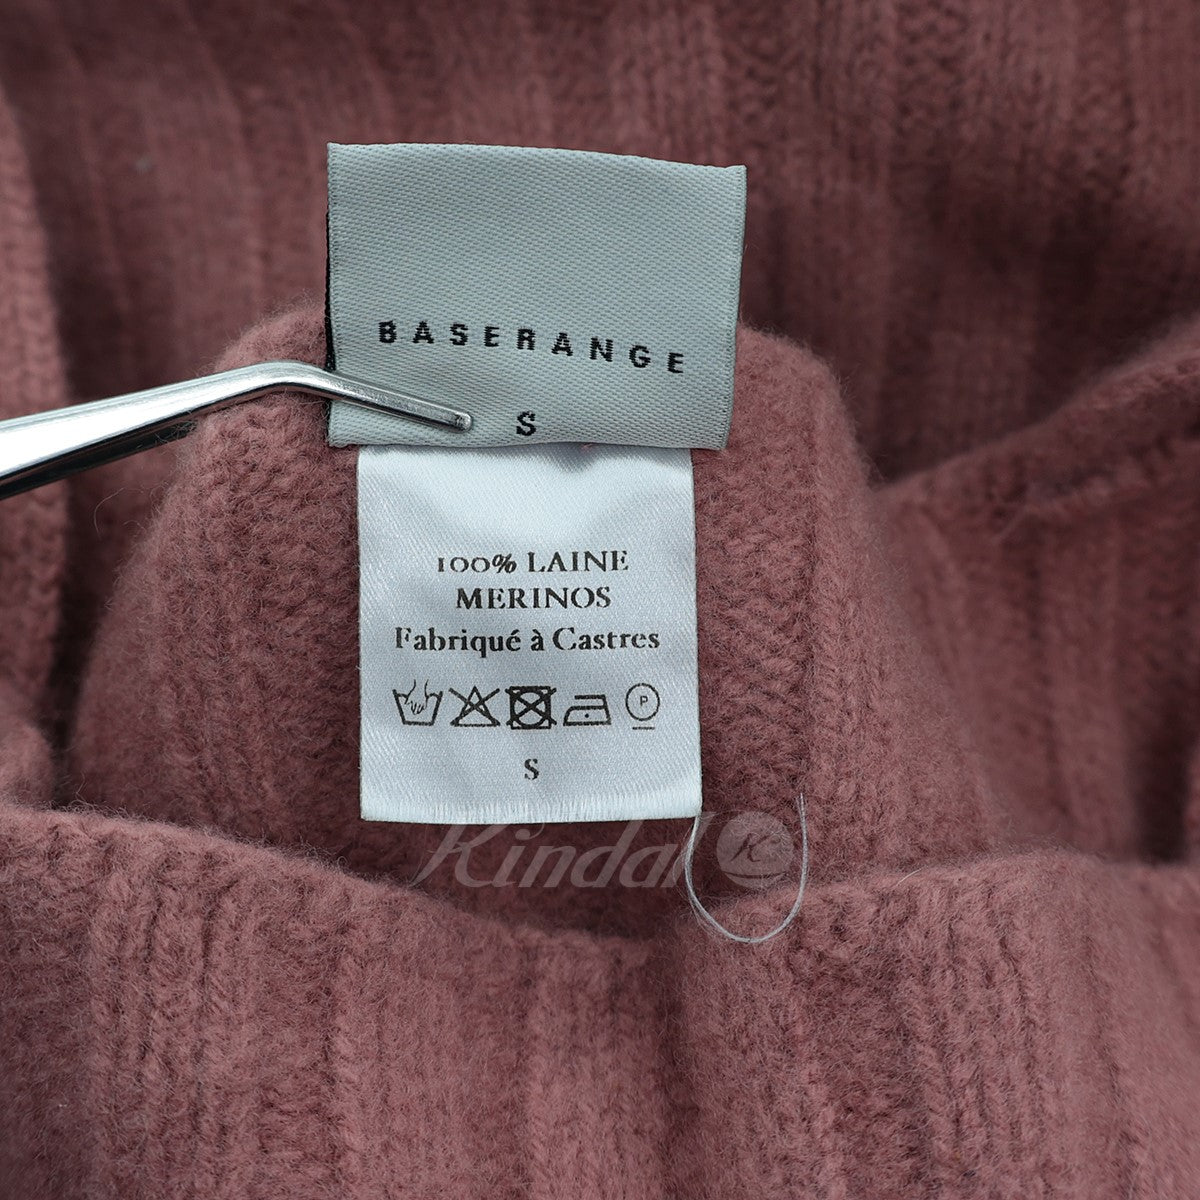 BASERANGE
S
100% LAINE
MERINOS
Fabriqué à Castres
P
S
Kindal K